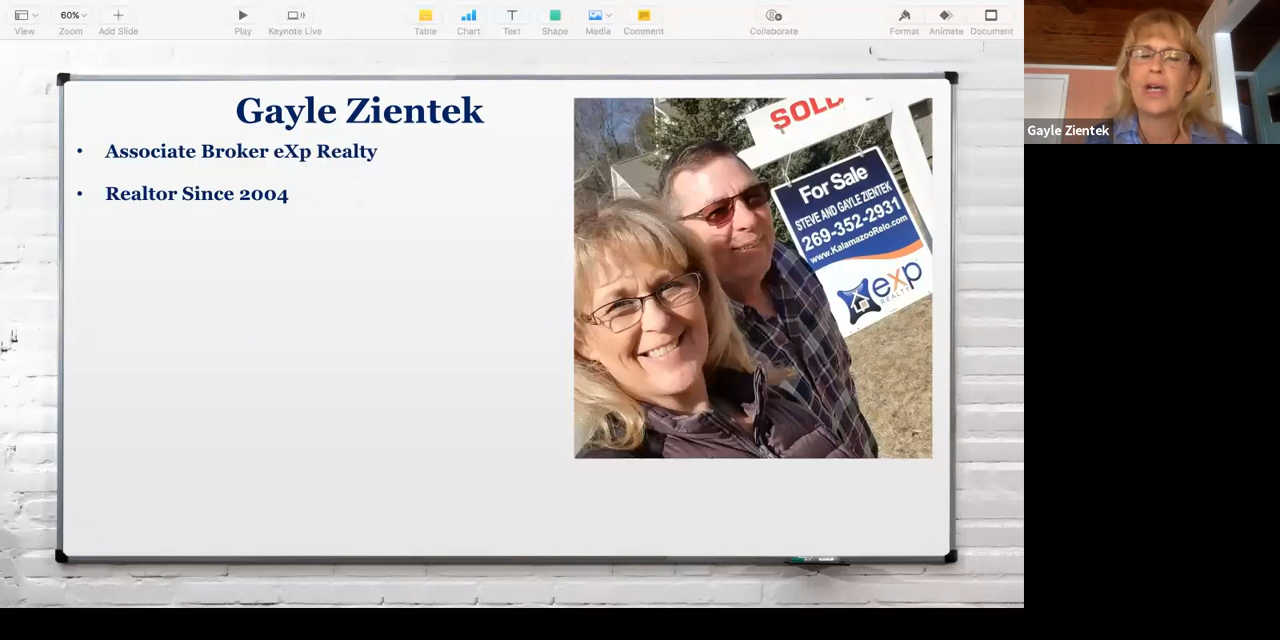 60%
View
Zoom
Add Slide
Play
Keynote Live
Table
Chart
Text
Shape
Media
Comment
Collaborate
Format
Animate
Document
Gayle Zientek
• Associate Broker eXp Realty
• Realtor Since 2004
SOLD
For Sale
STEVE AND GAYLE ZIENTEK
269-352-2931
www.KalamazooRelo.com
exp
REALTY
Gayle Zientek